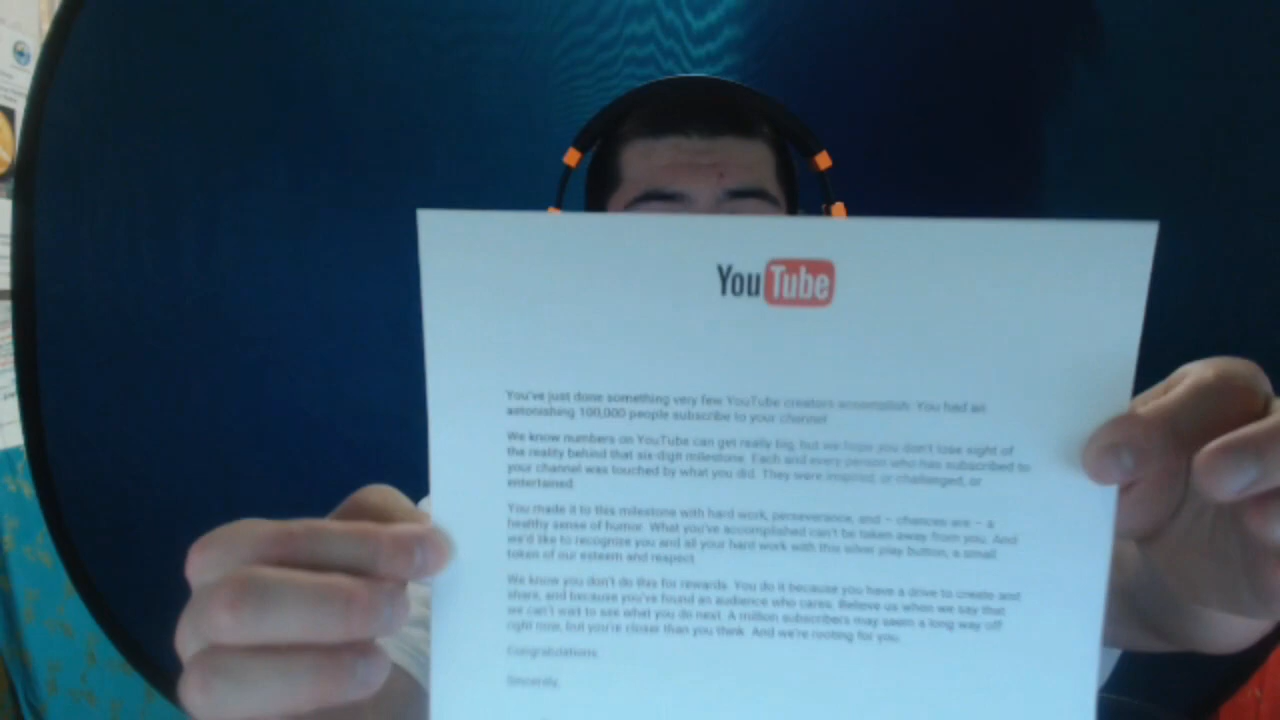 YouTube
You've just done something very few YouTube creators accomplish. You had an
astonishing 100,000 people subscribe to your channel.
We know numbers on YouTube can get really big, but we hope you don't lose sight of
the reality behind that six-digit milestone. Each and every person who has subscribed to
your channel was touched by what you did. They were inspired, or challenged, or
entertained.
You made it to this milestone with hard work, perseverance, and – chances are – a
healthy sense of humor. What you've accomplished can't be taken away from you. And
we'd like to recognize you and all your hard work with this silver play button, a small
token of our esteem and respect.
We know you don't do this for rewards. You do it because you have a drive to create and
share, and because you've found an audience who cares. Believe us when we say that
we can't wait to see what you do next. A million subscribers may seem a long way off
right now, but you're closer than you think. And we're rooting for you.
Congratulations.
Sincerely,